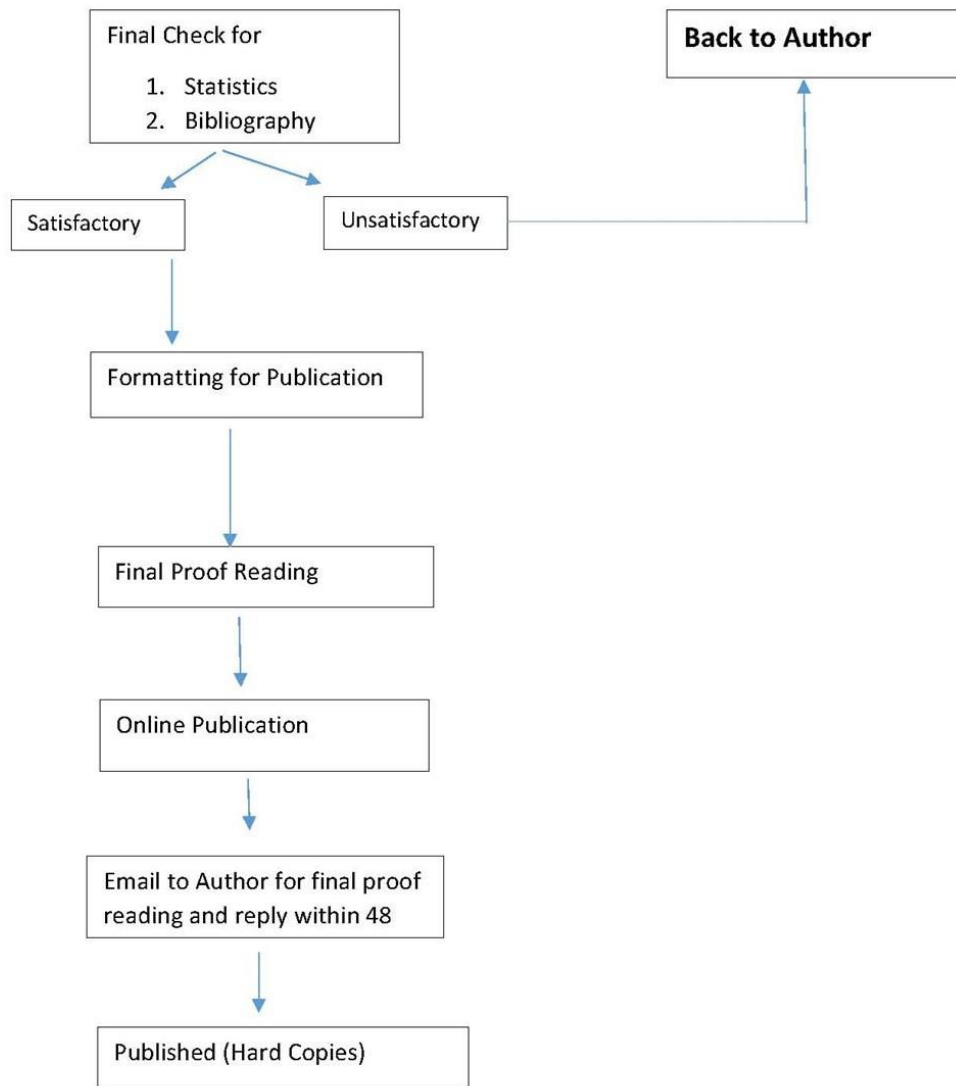 Final Check for
1. Statistics
2. Bibliography
Back to Author
Satisfactory
Unsatisfactory
Formatting for Publication
Final Proof Reading
Online Publication
Email to Author for final proof
reading and reply within 48
Published (Hard Copies)